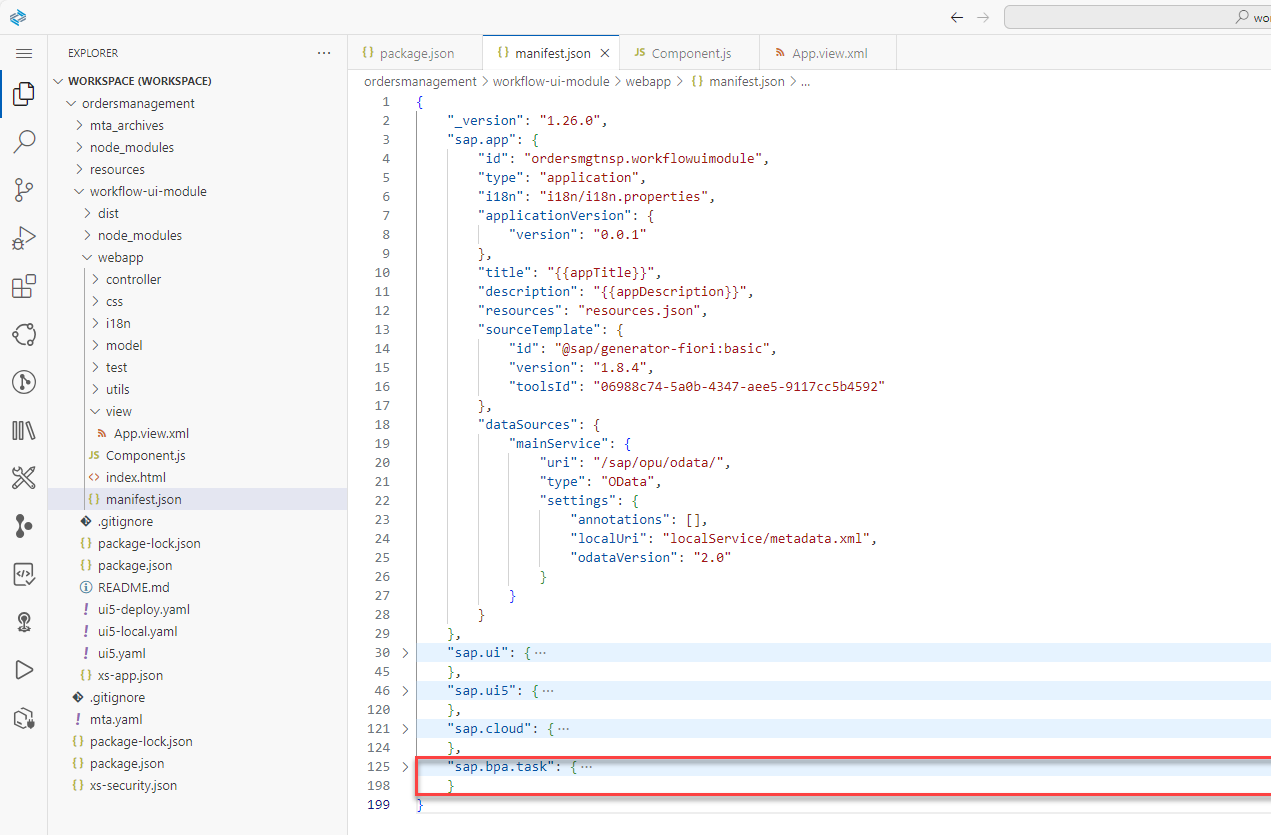 wor
EXPLORER
···
WORKSPACE (WORKSPACE)
ordersmanagement
mta_archives
node_modules
resources
workflow-ui-module
dist
node_modules
webapp
controller
css
i18n
model
test
utils
view
App.view.xml
JS Component.js
<> index.html
{} manifest.json
.gitignore
{} package-lock.json
{} package.json
README.md
! ui5-deploy.yaml
! ui5-local.yaml
! ui5.yaml
{} xs-app.json
.gitignore
! mta.yaml
{} package-lock.json
{} package.json
{} xs-security.json
{} package.json {} manifest.json × JS Component.js App.view.xml
ordersmanagement > workflow-ui-module > webapp > {} manifest.json > ...
1 {
2 "_version": "1.26.0",
3 "sap.app": {
4 "id": "ordersmgtnsp.workflowuimodule",
5 "type": "application",
6 "i18n": "i18n/i18n.properties",
7 "applicationVersion": {
8 "version": "0.0.1"
9 },
10 "title": "{{appTitle}}",
11 "description": "{{appDescription}}",
12 "resources": "resources.json",
13 "sourceTemplate": {
14 "id": "@sap/generator-fiori:basic",
15 "version": "1.8.4",
16 "toolsId": "06988c74-5a0b-4347-aee5-9117cc5b4592"
17 },
18 "dataSources": {
19 "mainService": {
20 "uri": "/sap/opu/odata/",
21 "type": "OData",
22 "settings": {
23 "annotations": [],
24 "localUri": "localService/metadata.xml",
25 "odataVersion": "2.0"
26 }
27 }
28 }
29 },
30 > "sap.ui": { ···
45 },
46 > "sap.ui5": { ···
120 },
121 > "sap.cloud": { ···
124 },
125 > "sap.bpa.task": { ···
198 }
199 }